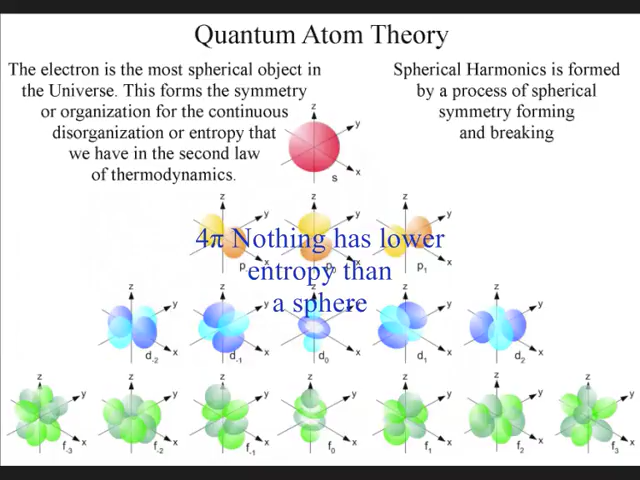 Quantum Atom Theory
The electron is the most spherical object in
the Universe. This forms the symmetry
or organization for the continuous
disorganization or entropy that
we have in the second law
of thermodynamics.
Spherical Harmonics is formed
by a process of spherical
symmetry forming
and breaking
z
y
x
s
z
y
x
z
y
x
z
y
x
p₀
p₁
4π Nothing has lower
entropy than
a sphere
z
y
x
d₋₂
z
y
x
d₋₁
z
y
x
d₀
z
y
x
d₁
z
y
x
d₂
z
y
x
f₋₃
z
y
x
f₋₂
z
y
x
f₋₁
z
y
x
f₀
z
y
x
f₁
z
y
x
f₂
z
y
x
f₃